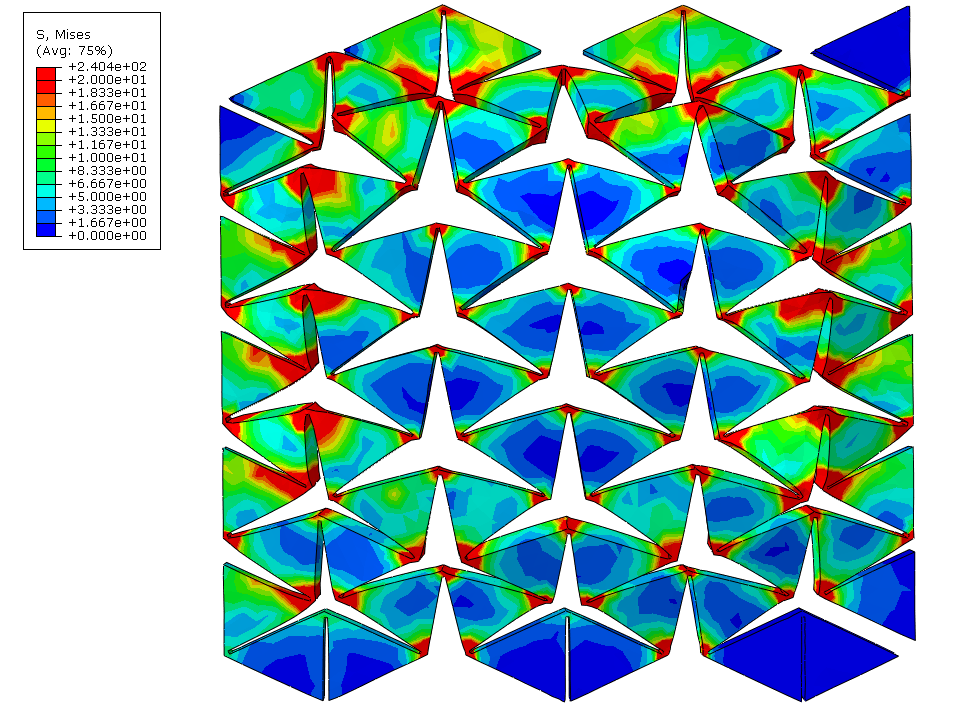 S, Mises
(Avg: 75%)
+2.404e+02
+2.000e+01
+1.833e+01
+1.667e+01
+1.500e+01
+1.333e+01
+1.167e+01
+1.000e+01
+8.333e+00
+6.667e+00
+5.000e+00
+3.333e+00
+1.667e+00
+0.000e+00